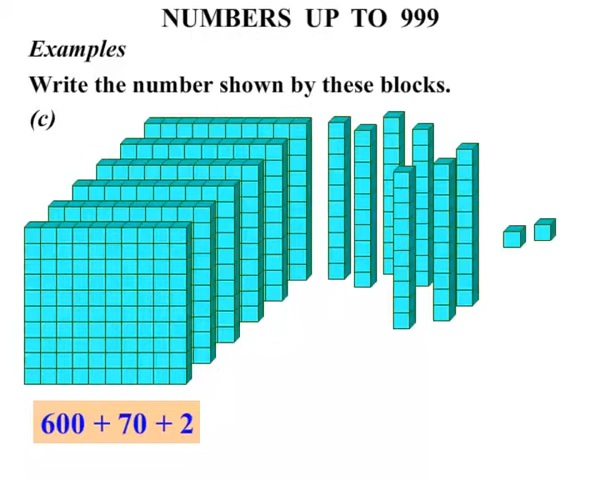 NUMBERS UP TO 999
Examples
Write the number shown by these blocks.
(c)
600 + 70 + 2